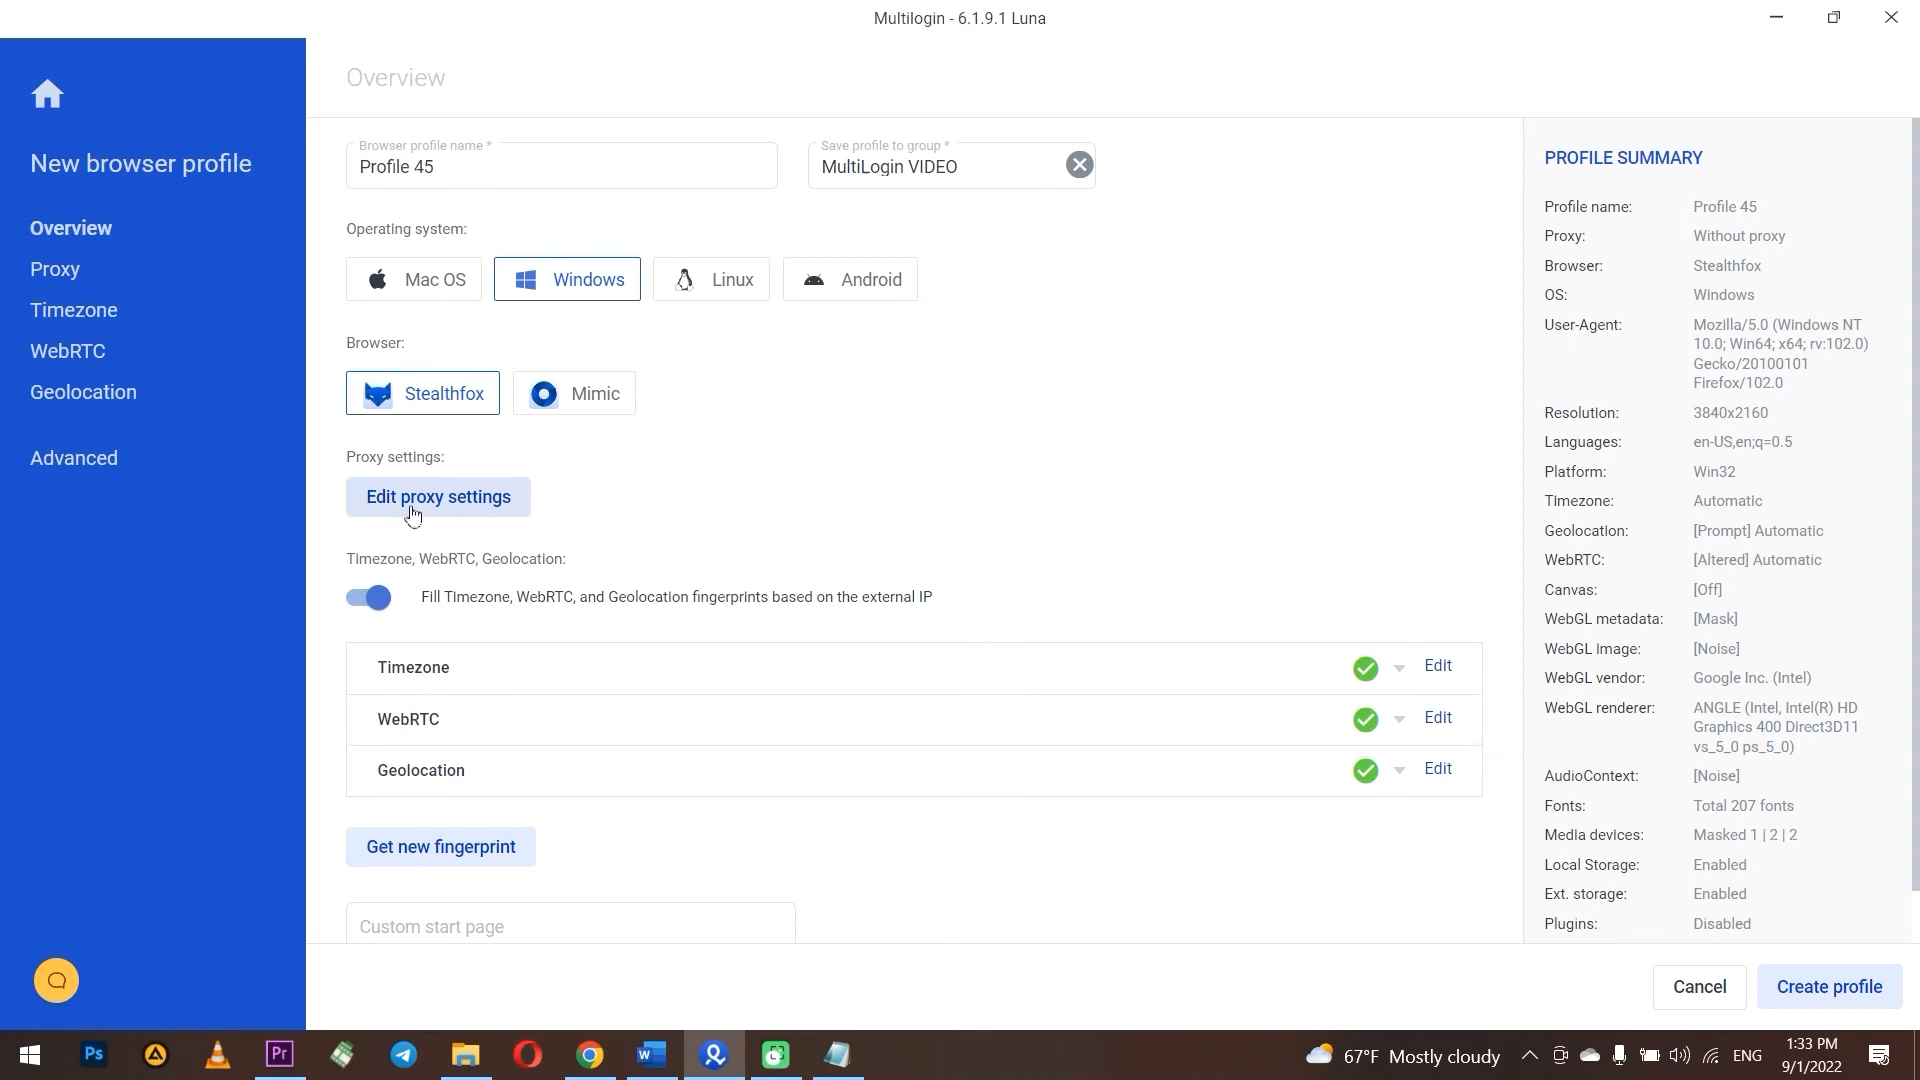 Multilogin - 6.1.9.1 Luna
New browser profile
Overview
Proxy
Timezone
WebRTC
Geolocation
Advanced
Overview
Browser profile name *
Profile 45
Save profile to group *
MultiLogin VIDEO
Operating system:
Mac OS
Windows
Linux
Android
Browser:
Stealthfox
Mimic
Proxy settings:
Edit proxy settings
Timezone, WebRTC, Geolocation:
Fill Timezone, WebRTC, and Geolocation fingerprints based on the external IP
Timezone
Edit
WebRTC
Edit
Geolocation
Edit
Get new fingerprint
Custom start page
PROFILE SUMMARY
Profile name: Profile 45
Proxy: Without proxy
Browser: Stealthfox
OS: Windows
User-Agent: Mozilla/5.0 (Windows NT
10.0; Win64; x64; rv:102.0)
Gecko/20100101
Firefox/102.0
Resolution: 3840x2160
Languages: en-US,en;q=0.5
Platform: Win32
Timezone: Automatic
Geolocation: [Prompt] Automatic
WebRTC: [Altered] Automatic
Canvas: [Off]
WebGL metadata: [Mask]
WebGL Image: [Noise]
WebGL vendor: Google Inc. (Intel)
WebGL renderer: ANGLE (Intel, Intel(R) HD
Graphics 400 Direct3D11
vs_5_0 ps_5_0)
AudioContext: [Noise]
Fonts: Total 207 fonts
Media devices: Masked 1 | 2 | 2
Local Storage: Enabled
Ext. storage: Enabled
Plugins: Disabled
Cancel
Create profile
Ps
Pr
W
67°F Mostly cloudy
ENG
1:33 PM
9/1/2022